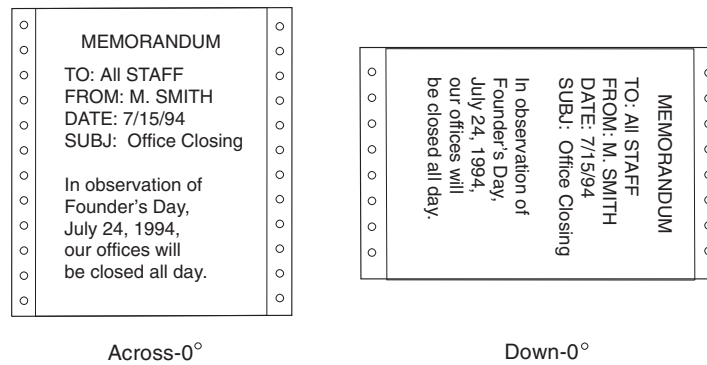 MEMORANDUM
TO: All STAFF
FROM: M. SMITH
DATE: 7/15/94
SUBJ: Office Closing
In observation of
Founder's Day,
July 24, 1994,
our offices will
be closed all day.
Across-0°
MEMORANDUM
TO: All STAFF
FROM: M. SMITH
DATE: 7/15/94
SUBJ: Office Closing
In observation of
Founder's Day,
July 24, 1994,
our offices will
be closed all day.
Down-0°